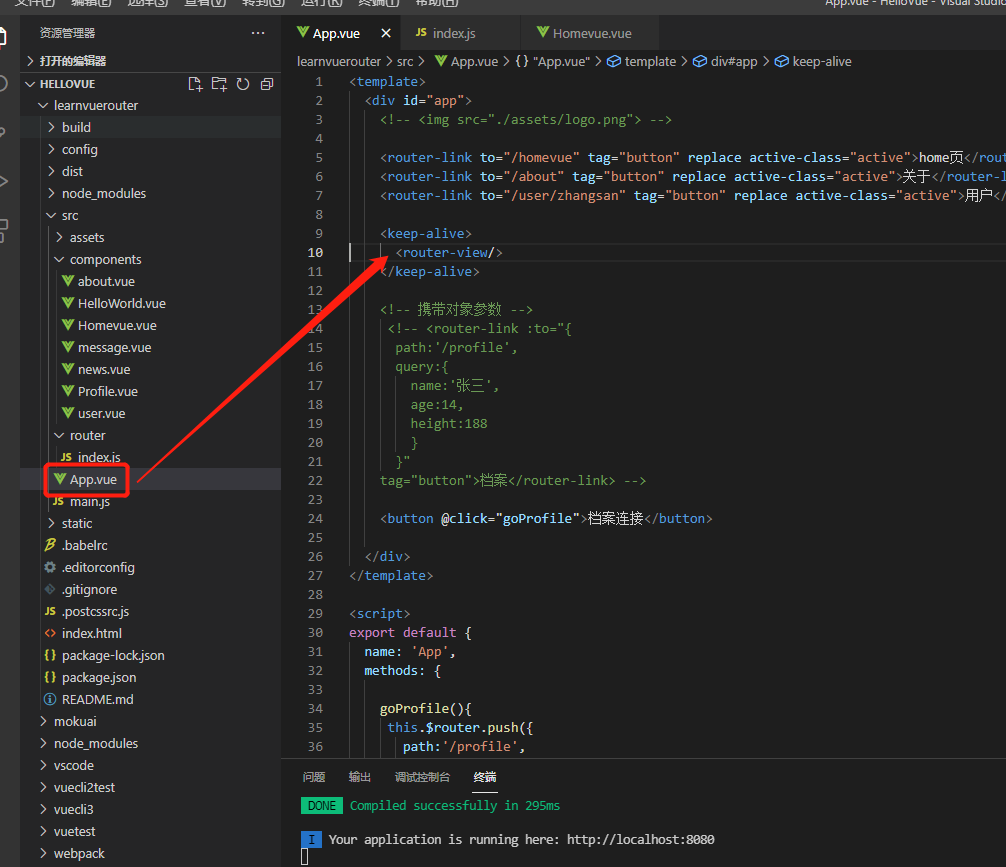 文件(F) 编辑(E) 选择(S) 查看(V) 转到(G) 运行(R) 终端(T) 帮助(H) App.vue - HelloVue - Visual Studio
资源管理器 ···
打开的编辑器
HELLOVUE
learnvuerouter
build
config
dist
node_modules
src
assets
components
about.vue
HelloWorld.vue
Homevue.vue
message.vue
news.vue
Profile.vue
user.vue
router
JS index.js
App.vue
JS main.js
static
.babelrc
.editorconfig
.gitignore
JS .postcssrc.js
index.html
package-lock.json
package.json
README.md
mokuai
node_modules
vscode
vuecli2test
vuecli3
vuetest
webpack
App.vue × JS index.js Homevue.vue
learnvuerouter > src > App.vue > {} "App.vue" > template > div#app > keep-alive
1 <template>
2 <div id="app">
3 <!-- <img src="./assets/logo.png"> -->
4
5 <router-link to="/homevue" tag="button" replace active-class="active">home页</rout
6 <router-link to="/about" tag="button" replace active-class="active">关于</router-l
7 <router-link to="/user/zhangsan" tag="button" replace active-class="active">用户</
8
9 <keep-alive>
10 <router-view/>
11 </keep-alive>
12
13 <!-- 携带对象参数 -->
14 <!-- <router-link :to="{
15 path:'/profile',
16 query:{
17 name:'张三',
18 age:14,
19 height:188
20 }
21 }"
22 tag="button">档案</router-link> -->
23
24 <button @click="goProfile">档案连接</button>
25
26 </div>
27 </template>
28
29 <script>
30 export default {
31 name: 'App',
32 methods: {
33
34 goProfile(){
35 this.$router.push({
36 path:'/profile',
问题 输出 调试控制台 终端
DONE Compiled successfully in 295ms
I Your application is running here: http://localhost:8080